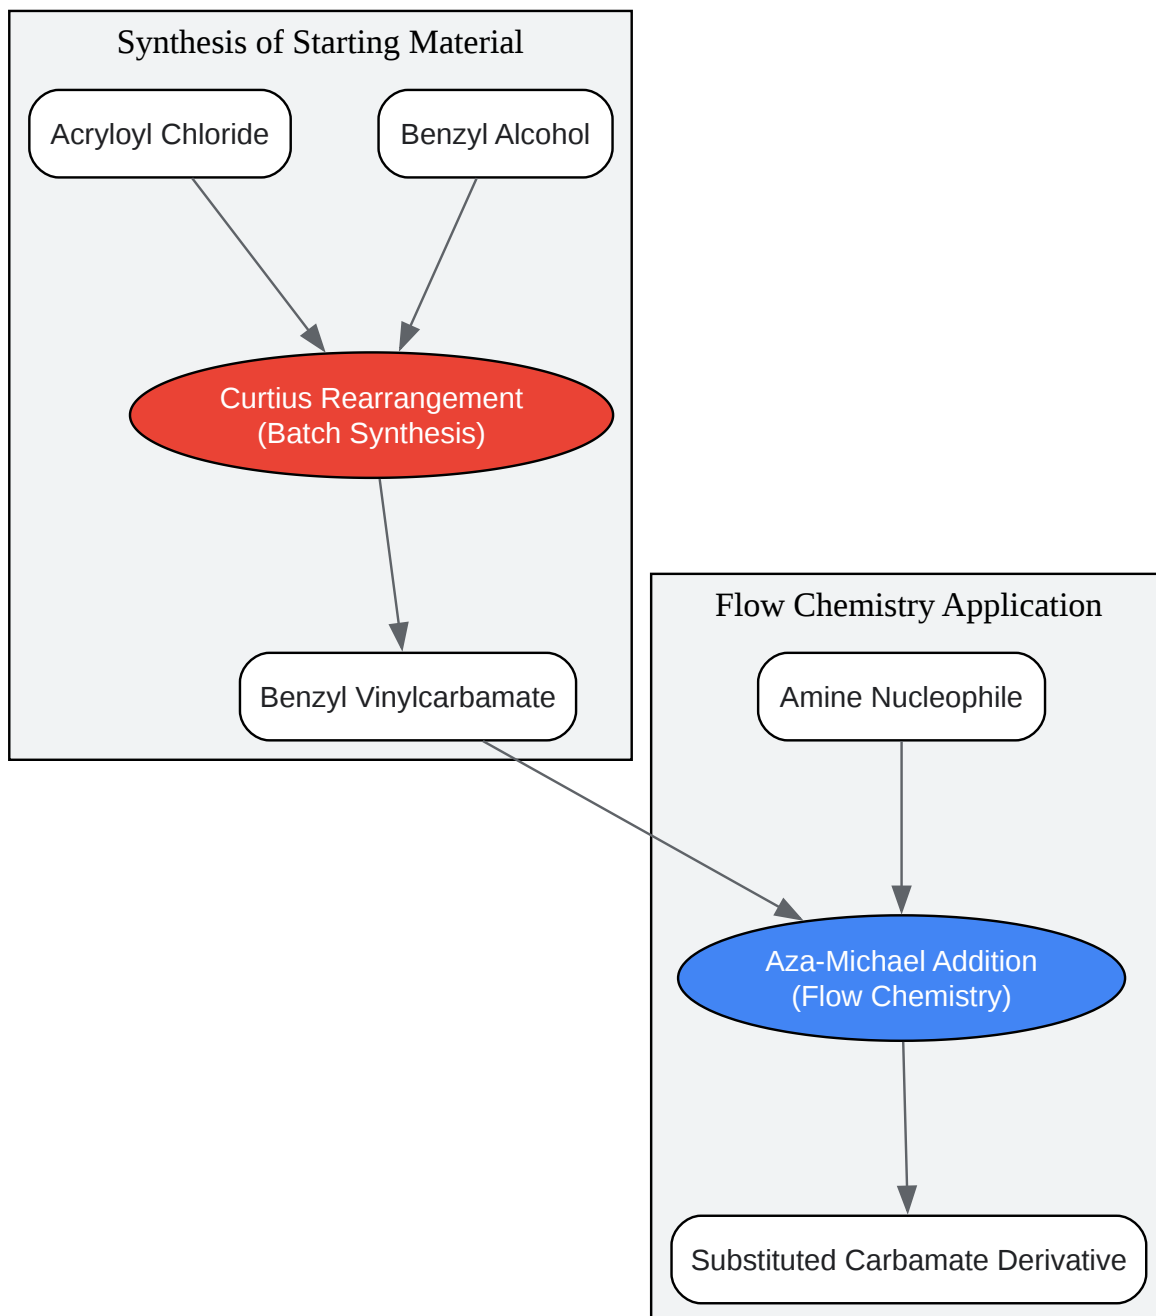 Synthesis of Starting Material
Acryloyl Chloride
Benzyl Alcohol
Curtius Rearrangement
(Batch Synthesis)
Benzyl Vinylcarbamate
Flow Chemistry Application
Amine Nucleophile
Aza-Michael Addition
(Flow Chemistry)
Substituted Carbamate Derivative